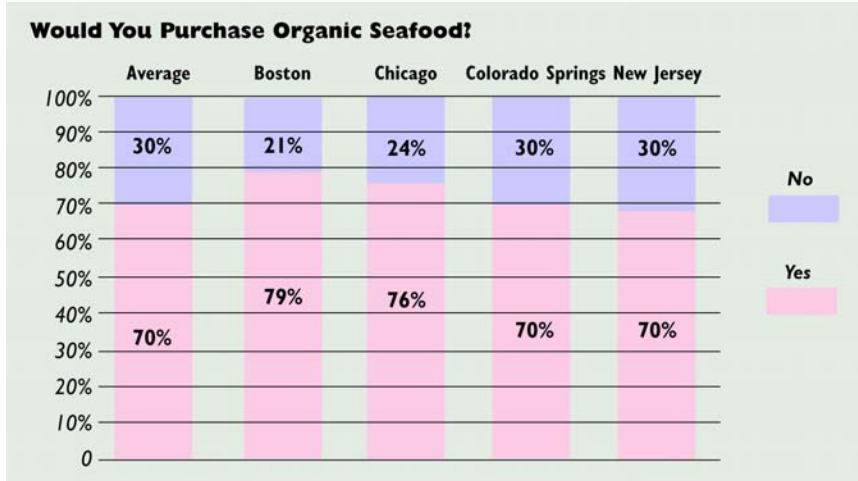 Would You Purchase Organic Seafood?
Average Boston Chicago Colorado Springs New Jersey
100%
90%
30% 21% 24% 30% 30%
80%
70%
60%
50%
79% 76%
40%
70% 70% 70%
30%
20%
10%
0
No
Yes